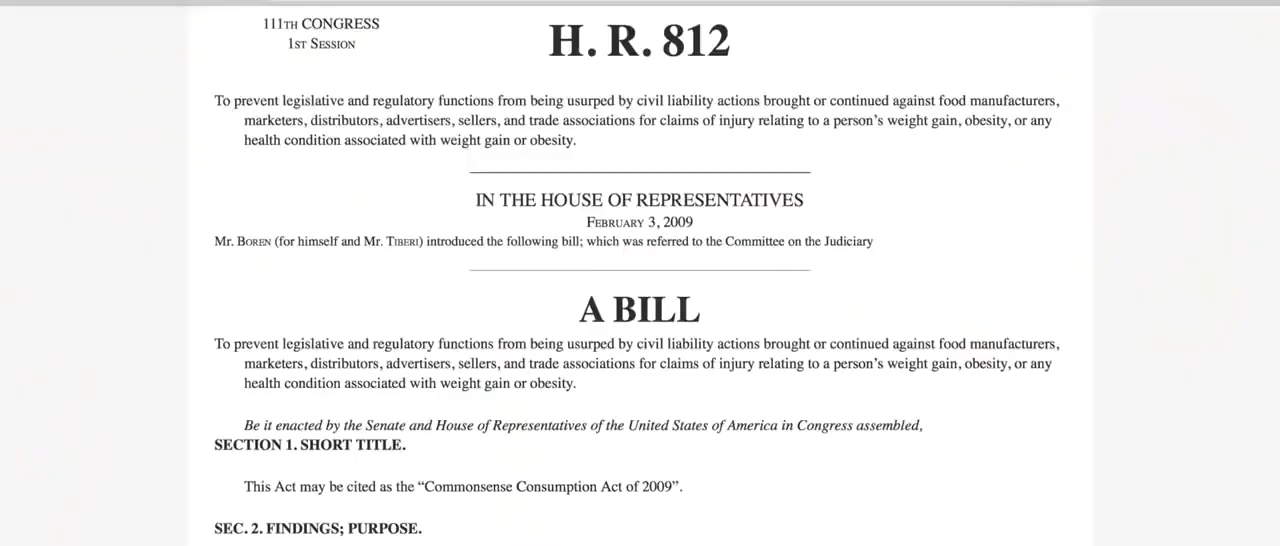 111TH CONGRESS
1ST SESSION
H. R. 812
To prevent legislative and regulatory functions from being usurped by civil liability actions brought or continued against food manufacturers,
marketers, distributors, advertisers, sellers, and trade associations for claims of injury relating to a person’s weight gain, obesity, or any
health condition associated with weight gain or obesity.
IN THE HOUSE OF REPRESENTATIVES
FEBRUARY 3, 2009
Mr. BOREN (for himself and Mr. TIBERI) introduced the following bill; which was referred to the Committee on the Judiciary
A BILL
To prevent legislative and regulatory functions from being usurped by civil liability actions brought or continued against food manufacturers,
marketers, distributors, advertisers, sellers, and trade associations for claims of injury relating to a person’s weight gain, obesity, or any
health condition associated with weight gain or obesity.
Be it enacted by the Senate and House of Representatives of the United States of America in Congress assembled,
SECTION 1. SHORT TITLE.
This Act may be cited as the “Commonsense Consumption Act of 2009”.
SEC. 2. FINDINGS; PURPOSE.